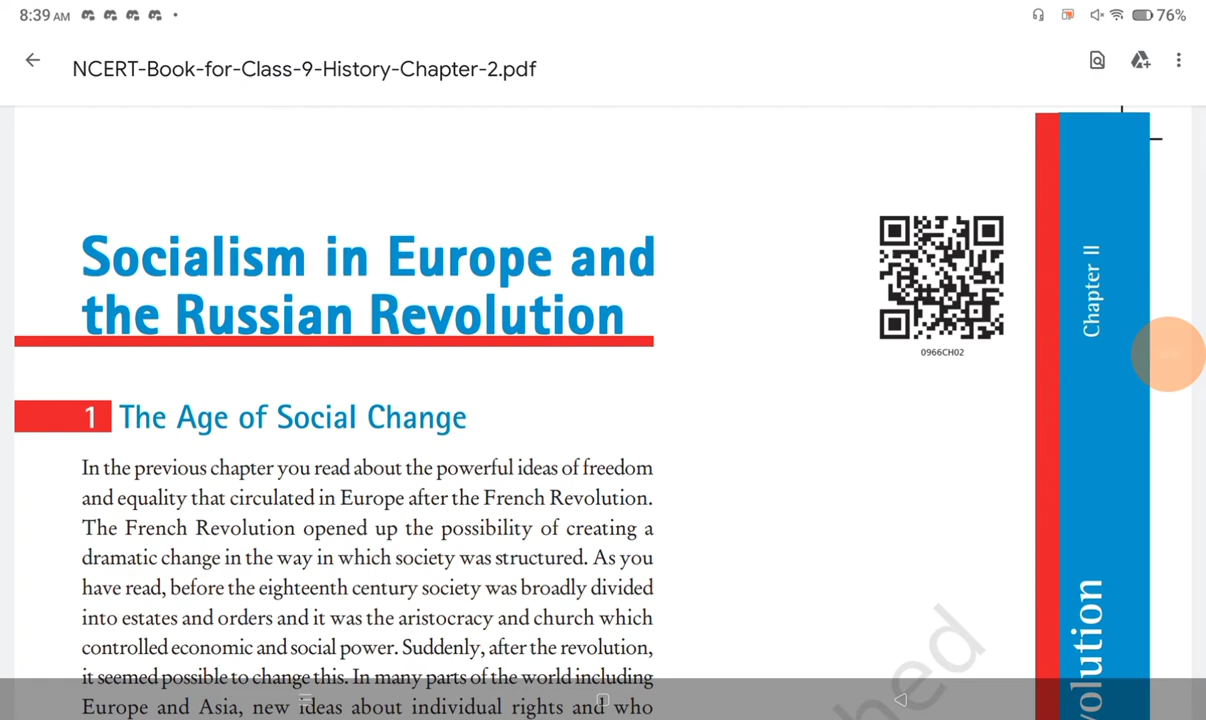 8:39 AM
76%
NCERT-Book-for-Class-9-History-Chapter-2.pdf
Socialism in Europe and
the Russian Revolution
0966CH02
Chapter II
1 The Age of Social Change
In the previous chapter you read about the powerful ideas of freedom
and equality that circulated in Europe after the French Revolution.
The French Revolution opened up the possibility of creating a
dramatic change in the way in which society was structured. As you
have read, before the eighteenth century society was broadly divided
into estates and orders and it was the aristocracy and church which
controlled economic and social power. Suddenly, after the revolution,
it seemed possible to change this. In many parts of the world including
Europe and Asia, new ideas about individual rights and who
volution
hed